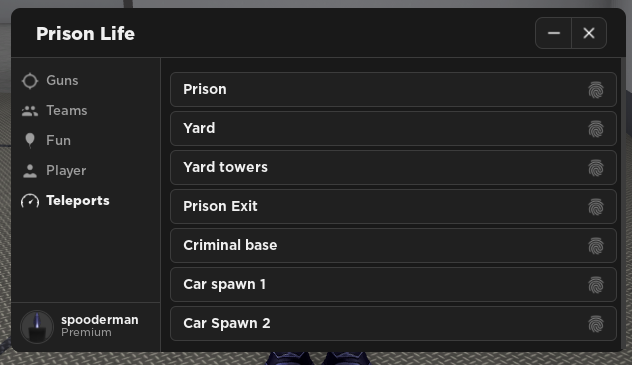 Prison Life
Guns
Teams
Fun
Player
Teleports
spooderman
Premium
Prison
Yard
Yard towers
Prison Exit
Criminal base
Car spawn 1
Car Spawn 2